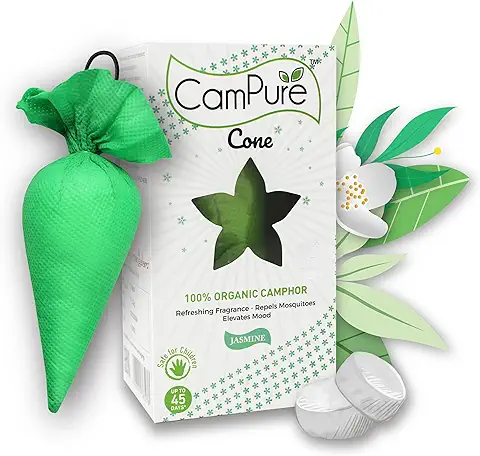 CamPure
TM
Cone
100% ORGANIC CAMPHOR
Refreshing Fragrance - Repels Mosquitoes
Elevates Mood
JASMINE
Safe for Children
UP TO
45
DAYS*